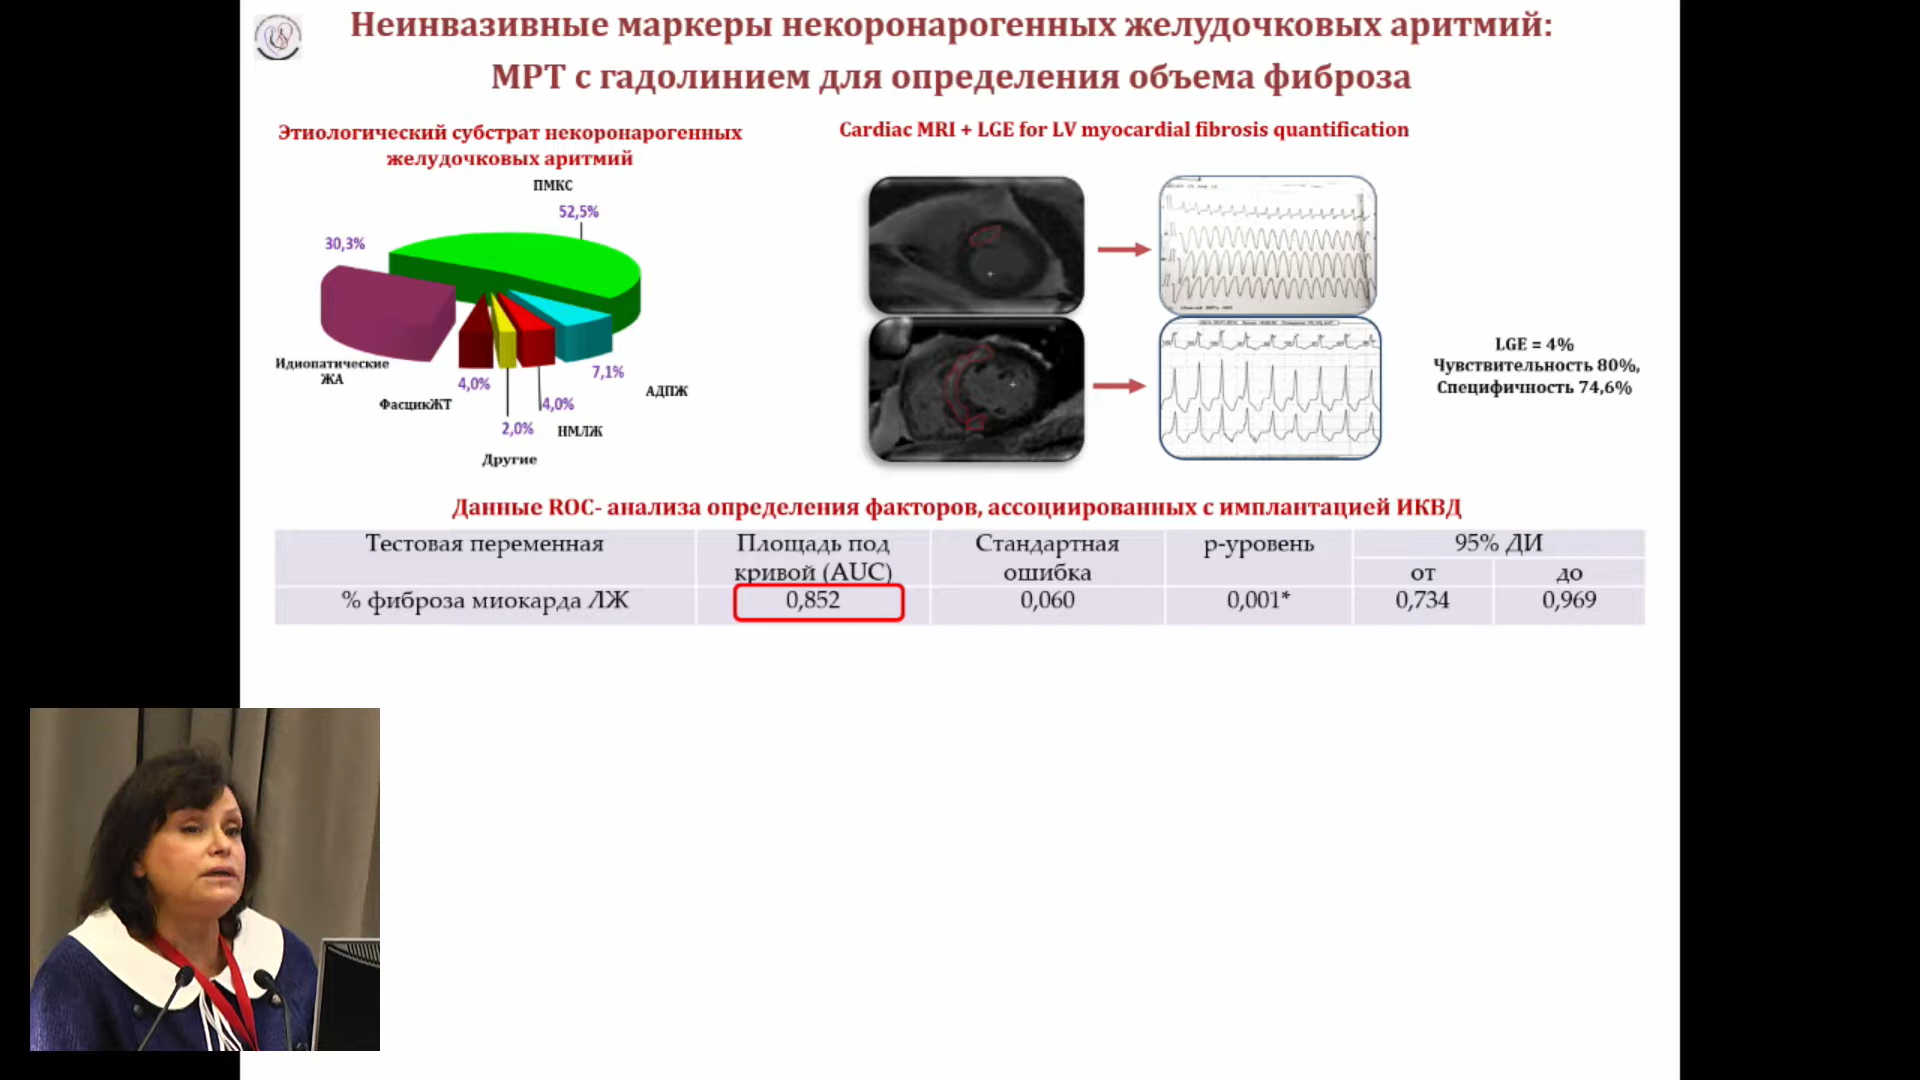 Неинвазивные маркеры некоронарогенных желудочковых аритмий:
МРТ с гадолинием для определения объема фиброза
Этиологический субстрат некоронарогенных
желудочковых аритмий
ПМКС
52,5%
30,3%
Идиопатические
ЖА
4,0%
ФасцикЖТ
2,0%
Другие
4,0%
НМЛЖ
7,1%
АДПЖ
Cardiac MRI + LGE for LV myocardial fibrosis quantification
LGE = 4%
Чувствительность 80%,
Специфичность 74,6%
Данные ROC- анализа определения факторов, ассоциированных с имплантацией ИКВД
Тестовая переменная
Площадь под
кривой (AUC)
Стандартная
ошибка
р-уровень
95% ДИ
от
до
% фиброза миокарда ЛЖ
0,852
0,060
0,001*
0,734
0,969